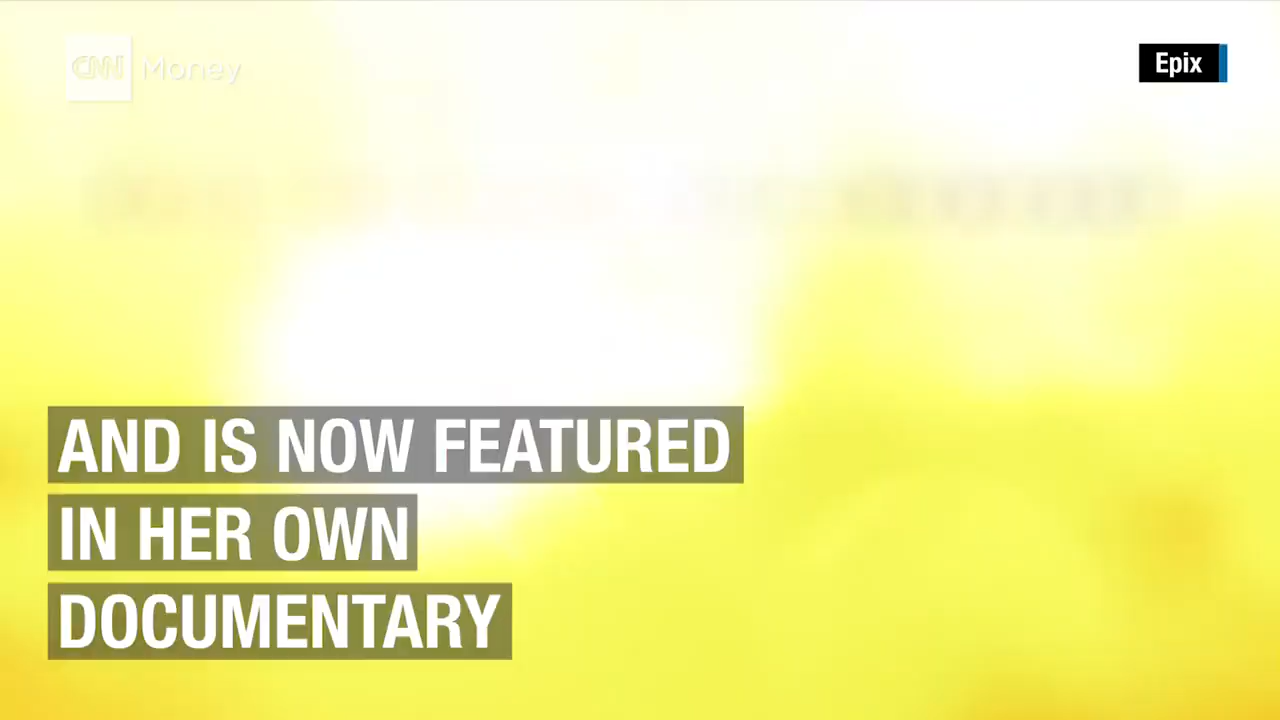 CNN Money
Epix
AND IS NOW FEATURED
IN HER OWN
DOCUMENTARY